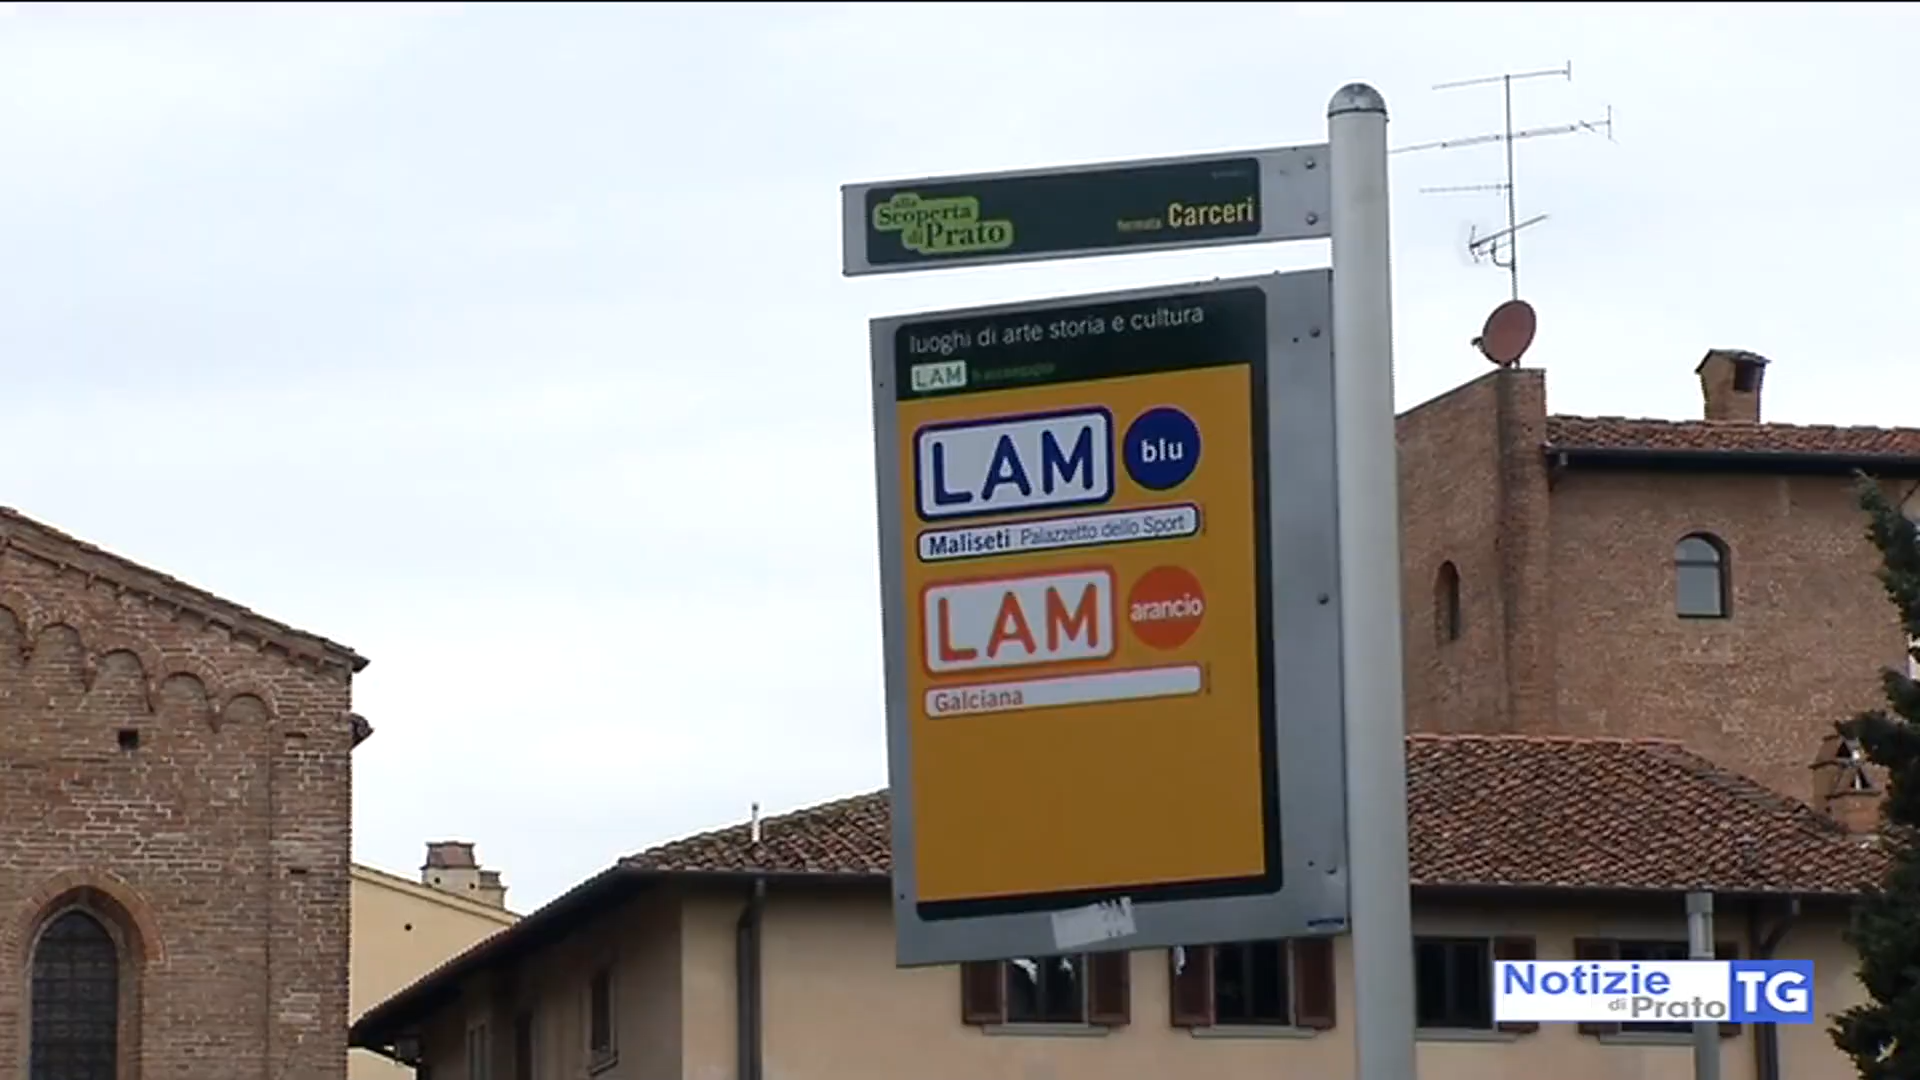 alla
Scoperta
di Prato
fermata Carceri
luoghi di arte storia e cultura
LAM
LAM blu
Maliseti Palazzetto dello Sport
LAM arancio
Galciana
Notizie
di Prato TG